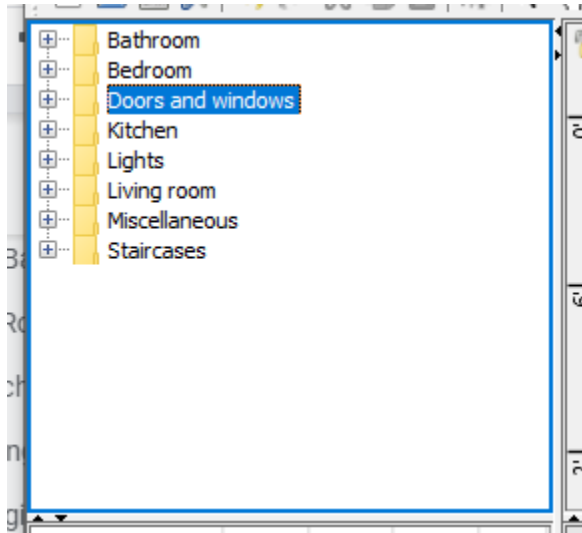 Bathroom
Bedroom
Doors and windows
Kitchen
Lights
Living room
Miscellaneous
Staircases